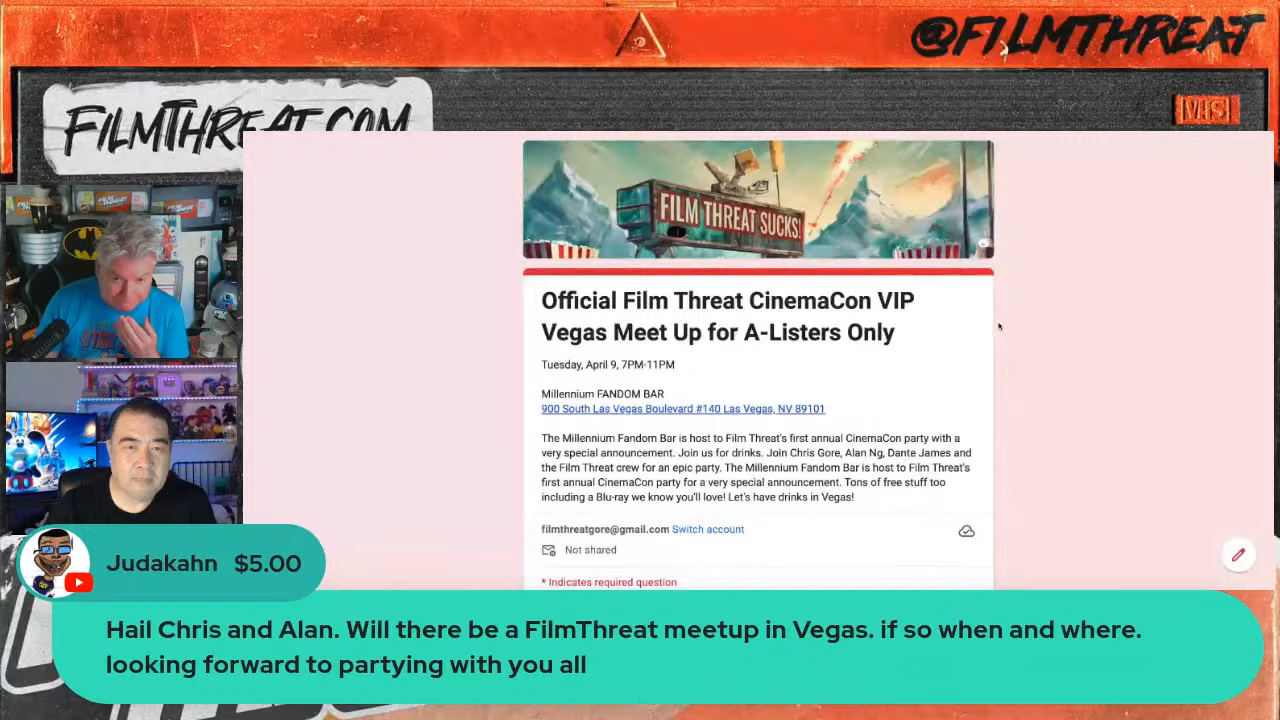 @FILMTHREAT
FILMTHREAT.COM
FILM THREAT SUCKS!
Official Film Threat CinemaCon VIP
Vegas Meet Up for A-Listers Only
Tuesday, April 9, 7PM-11PM
Millennium FANDOM BAR
900 South Las Vegas Boulevard #140 Las Vegas, NV 89101
The Millennium Fandom Bar is host to Film Threat's first annual CinemaCon party with a
very special announcement. Join us for drinks. Join Chris Gore, Alan Ng, Dante James and
the Film Threat crew for an epic party. The Millennium Fandom Bar is host to Film Threat's
first annual CinemaCon party for a very special announcement. Tons of free stuff too
including a Blu-ray we know you'll love! Let's have drinks in Vegas!
filmthreatgore@gmail.com Switch account
Not shared
* Indicates required question
Judakahn $5.00
Hail Chris and Alan. Will there be a FilmThreat meetup in Vegas. if so when and where.
looking forward to partying with you all